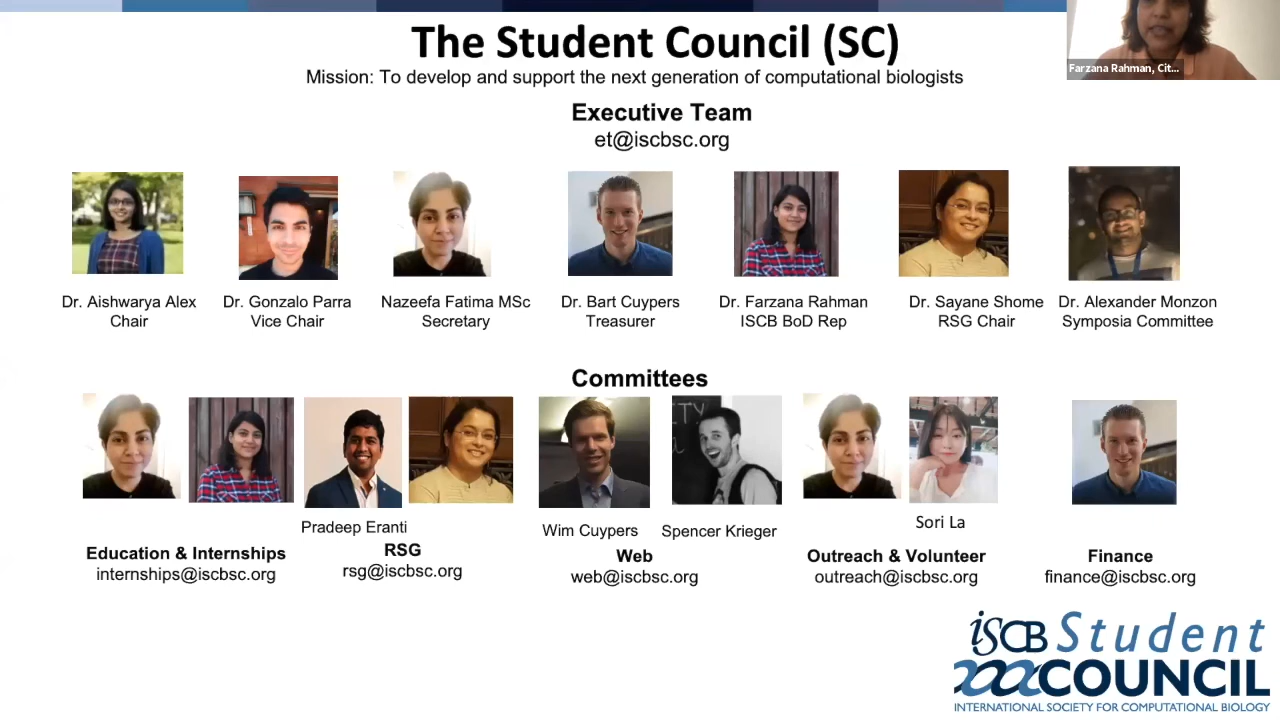 The Student Council (SC)
Mission: To develop and support the next generation of computational biologists
Farzana Rahman, Cit...
Executive Team
et@iscbsc.org
Dr. Aishwarya Alex
Chair
Dr. Gonzalo Parra
Vice Chair
Nazeefa Fatima MSc
Secretary
Dr. Bart Cuypers
Treasurer
Dr. Farzana Rahman
ISCB BoD Rep
Dr. Sayane Shome
RSG Chair
Dr. Alexander Monzon
Symposia Committee
Committees
Education & Internships
internships@iscbsc.org
Pradeep Eranti
RSG
rsg@iscbsc.org
Wim Cuypers
Spencer Krieger
Web
web@iscbsc.org
Sori La
Outreach & Volunteer
outreach@iscbsc.org
Finance
finance@iscbsc.org
iSCB Student
COUNCIL
INTERNATIONAL SOCIETY FOR COMPUTATIONAL BIOLOGY